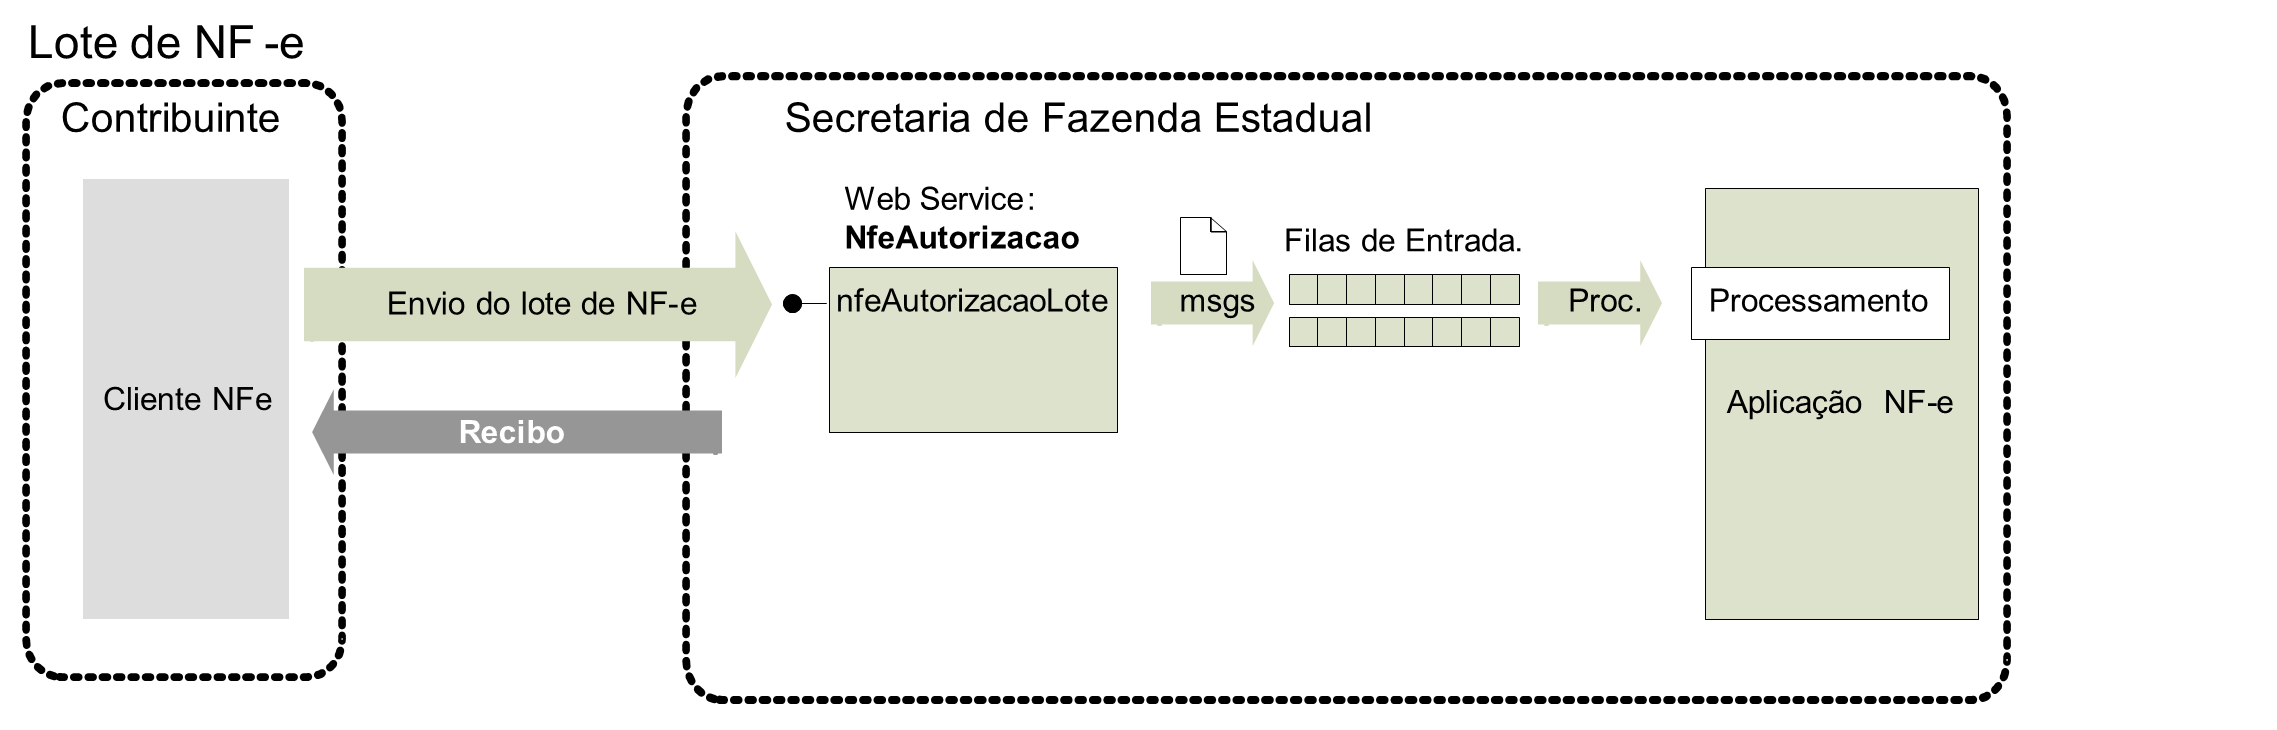 Lote de NF -e
Contribuinte
Cliente NFe
Envio do lote de NF-e
Recibo
Secretaria de Fazenda Estadual
Web Service:
NfeAutorizacao
nfeAutorizacaoLote
msgs
Filas de Entrada.
Proc.
Processamento
Aplicação NF-e